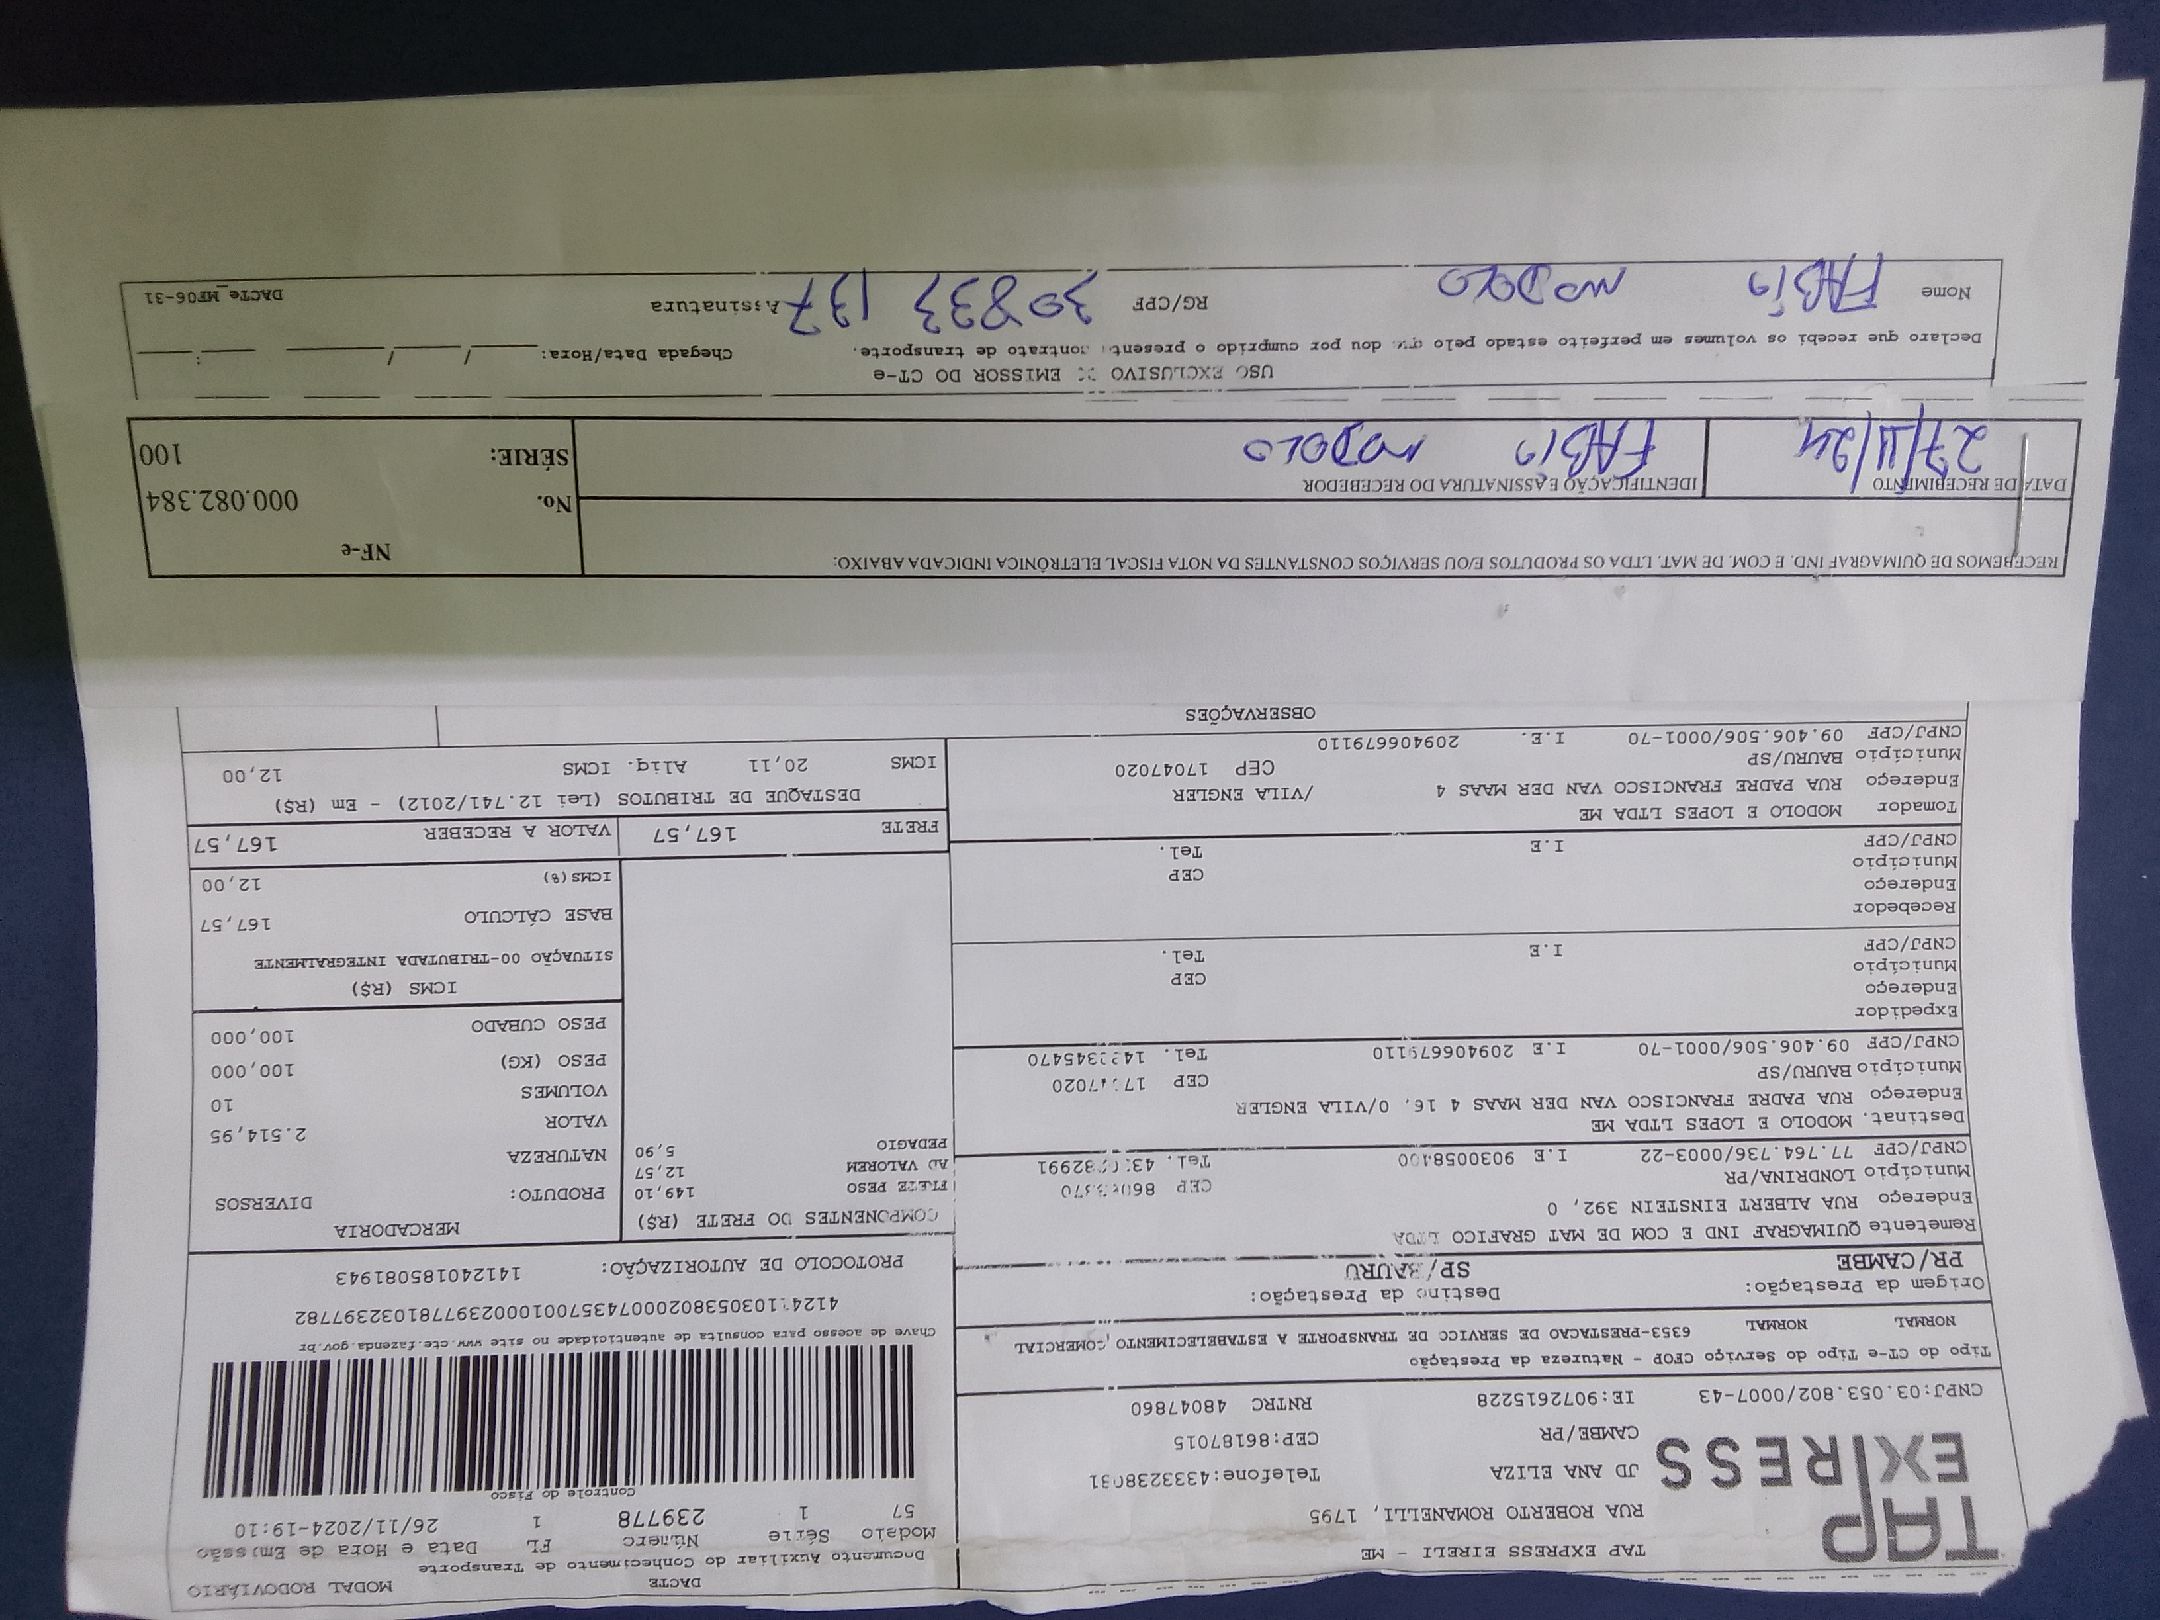 TAP EXPRESS
TAP EXPRESS EIRELI - ME
RUA ROBERTO ROMANELLI, 1795
JD ANA ELIZA Telefone:4333238031
CAMBE/PR CEP:86187015
CNPJ:03.053.802/0007-43 IE:9072615228 RNTRC 48047860
DACTE MODAL RODOVIÁRIO
Documento Auxiliar do Conhecimento de Transporte
Modelo Série Número FL Data e Hora de Emissão
57 1 239778 1 26/11/2024-19:10
Controle do Fisco
Chave de acesso para consulta de autenticidade no site www.cte.fazenda.gov.br
PROTOCOLO DE AUTORIZAÇÃO: 141240185081943
Tipo do CT-e Tipo do Serviço CFOP - Natureza da Prestação
NORMAL NORMAL 6353-PRESTACAO DE SERVICO DE TRANSPORTE A ESTABELECIMENTO COMERCIAL
Origem da Prestação: Destino da Prestação:
PR/CAMBE SP/BAURU
Remetente QUIMAGRAF IND E COM DE MAT GRAFICO LTDA
Endereço RUA ALBERT EINSTEIN 392, 0
Município LONDRINA/PR CEP
CNPJ/CPF 77.764.736/0003-22 I.E Tel.
Destinat. MODOLO E LOPES LTDA ME
Endereço RUA PADRE FRANCISCO VAN DER MAAS 4 16, 0/VILA ENGLER
Município BAURU/SP CEP 17047020
CNPJ/CPF 09.406.506/0001-70 I.E 209406679110 Tel.
Expedidor
Endereço
Município CEP
CNPJ/CPF I.E Tel.
Recebedor
Endereço
Município CEP
CNPJ/CPF I.E Tel.
Tomador MODOLO E LOPES LTDA ME
Endereço RUA PADRE FRANCISCO VAN DER MAAS 4 /VILA ENGLER
Município BAURU/SP CEP 17047020
CNPJ/CPF 09.406.506/0001-70 I.E. 209406679110
COMPONENTES DO FRETE (R$)
FRETE PESO 149,10
AD VALOREM 12,57
PEDAGIO 5,90
MERCADORIA
PRODUTO: DIVERSOS
NATUREZA
VALOR 2.514,95
VOLUMES 10
PESO (KG) 100,000
PESO CUBADO 100,000
ICMS (R$)
SITUAÇÃO 00-TRIBUTADA INTEGRALMENTE
BASE CÁLCULO 167,57
ICMS(%) 12,00
FRETE 167,57 VALOR A RECEBER 167,57
DESTAQUE DE TRIBUTOS (Lei 12.741/2012) - Em (R$)
ICMS 20,11 Aliq. ICMS 12,00
OBSERVAÇÕES
RECEBEMOS DE QUIMAGRAF IND. E COM. DE MAT. LTDA OS PRODUTOS E/OU SERVIÇOS CONSTANTES DA NOTA FISCAL ELETRÔNICA INDICADA ABAIXO:
NF-e
No. 000.082.384
SÉRIE: 100
DATA DE RECEBIMENTO IDENTIFICAÇÃO E ASSINATURA DO RECEBEDOR
27/11/24 FABIO MODOLO
USO EXCLUSIVO DO EMISSOR DO CT-e
Declaro que recebi os volumes em perfeito estado pelo que dou por cumprido o presente contrato de transporte. Chegada Data/Hora: ____/____/____ ____:____
Nome FABIO MODOLO RG/CPF 30 833 137 Assinatura DACTe_MF06-31